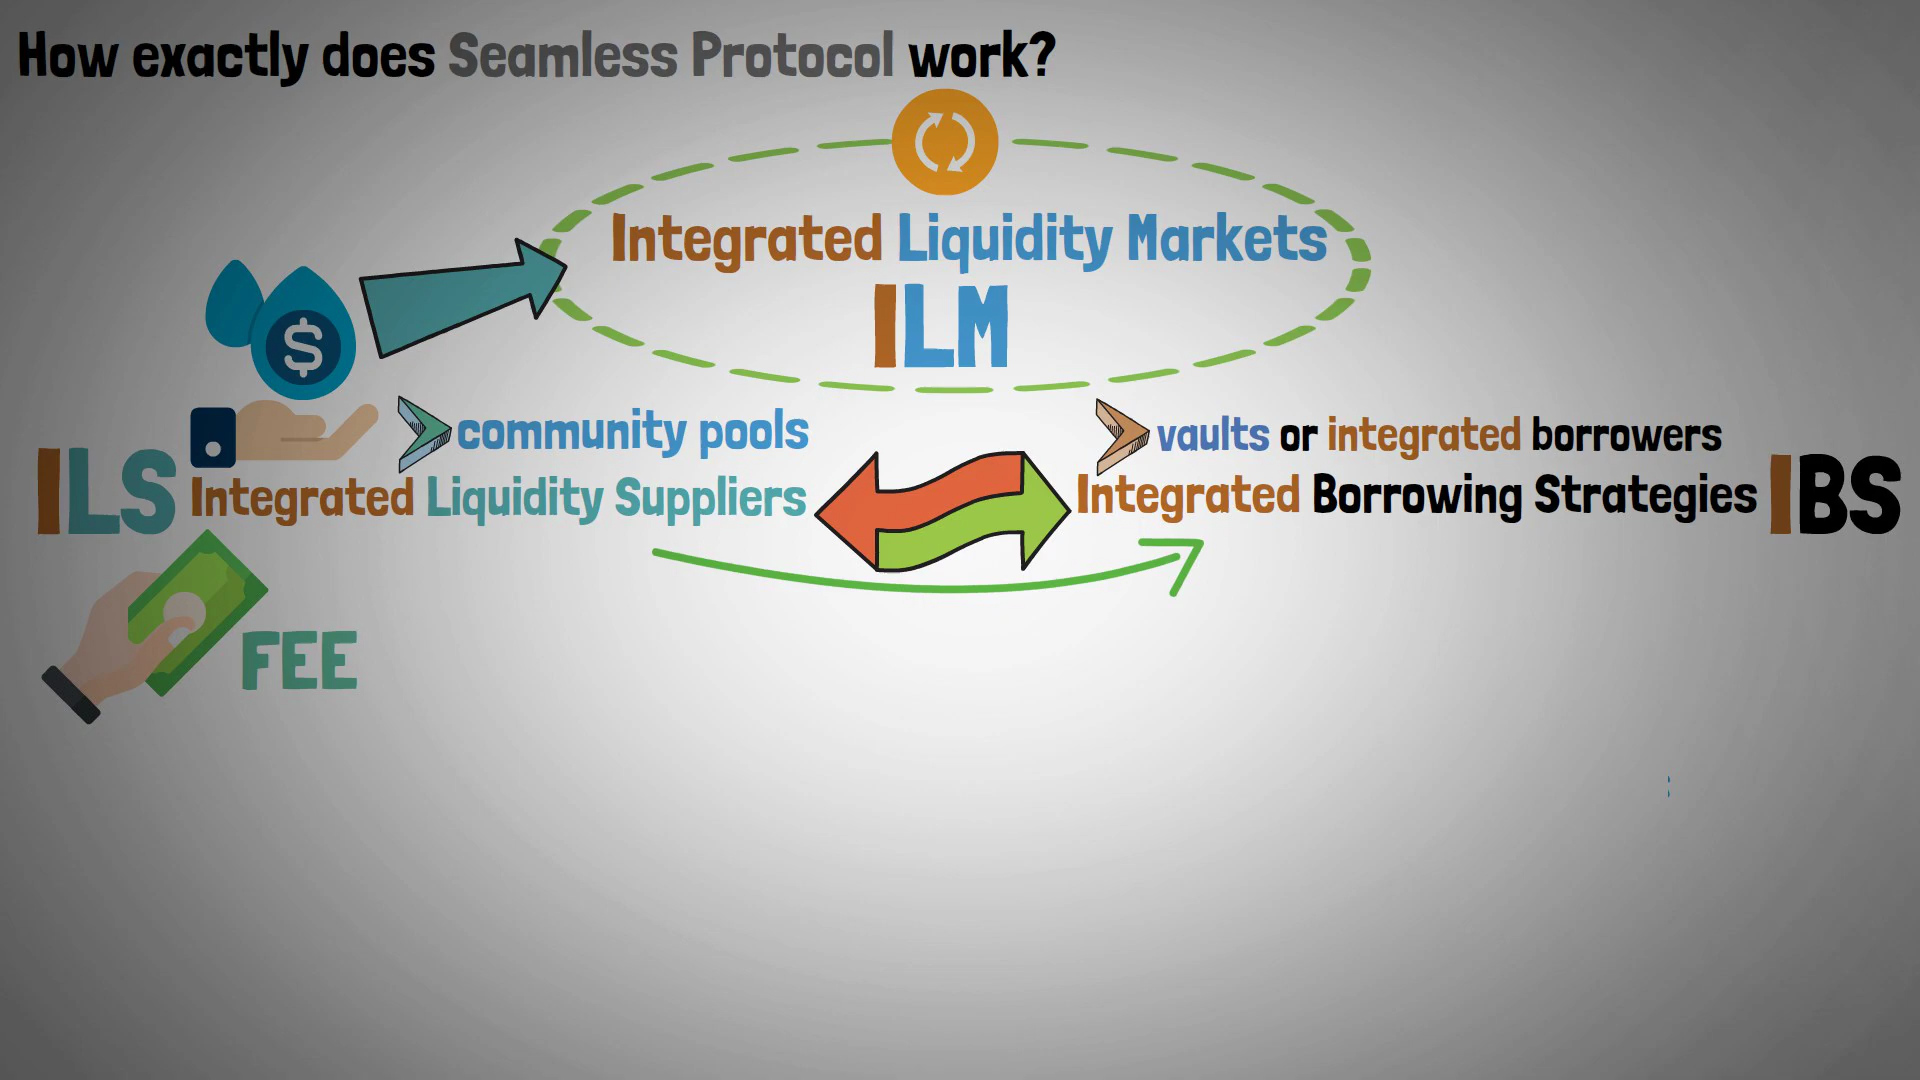 How exactly does Seamless Protocol work?
Integrated Liquidity Markets
ILM
$
community pools
vaults or integrated borrowers
ILS Integrated Liquidity Suppliers
Integrated Borrowing Strategies IBS
FEE